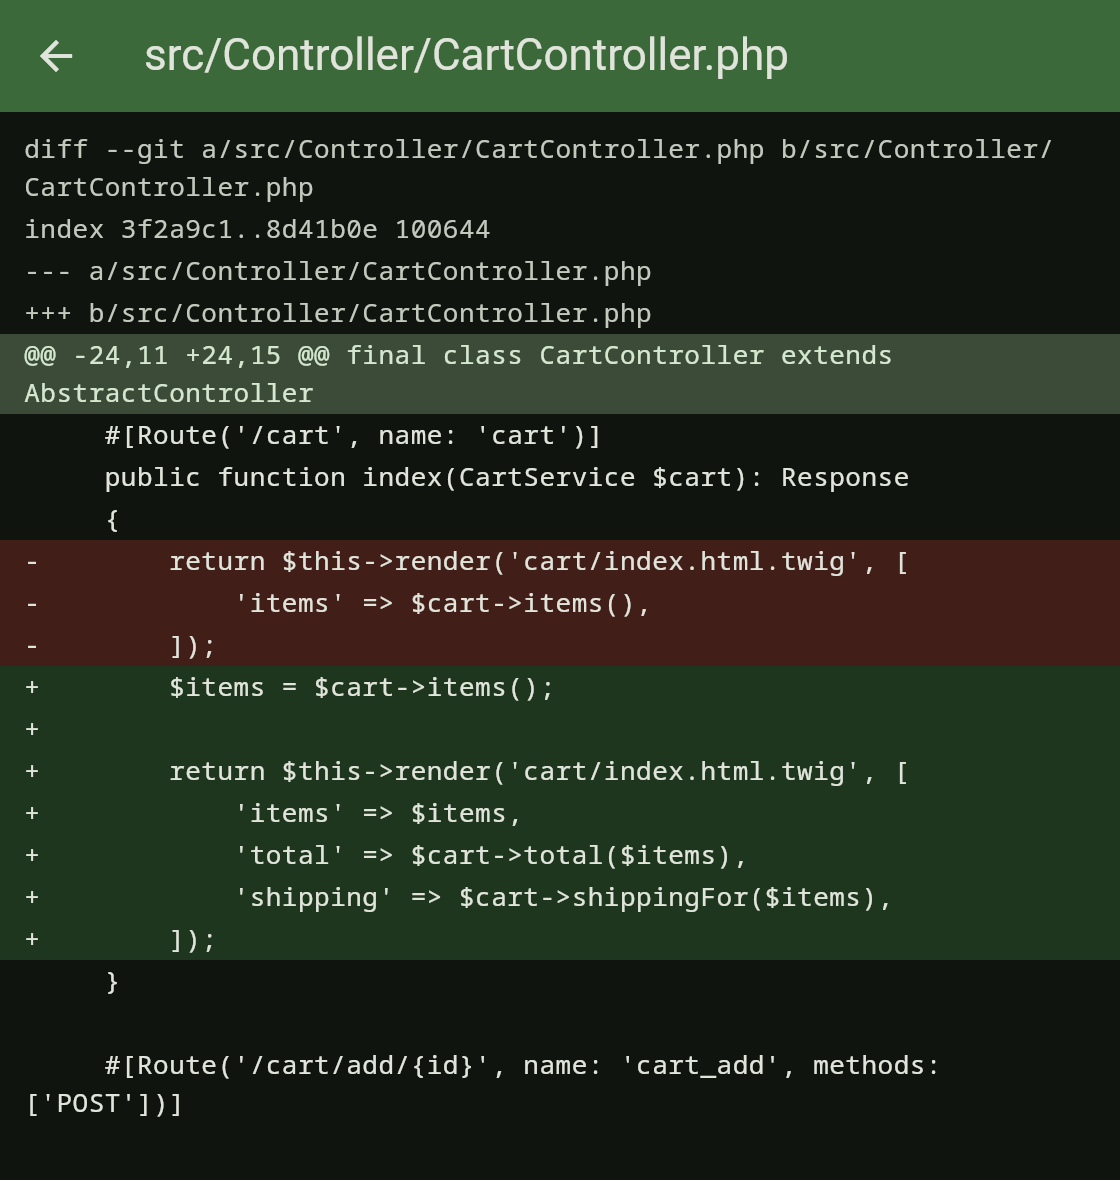 src/Controller/CartController.php
diff --git a/src/Controller/CartController.php b/src/Controller/
CartController.php
index 3f2a9c1..8d41b0e 100644
--- a/src/Controller/CartController.php
+++ b/src/Controller/CartController.php
@@ -24,11 +24,15 @@ final class CartController extends
AbstractController
     #[Route('/cart', name: 'cart')]
     public function index(CartService $cart): Response
     {
-        return $this->render('cart/index.html.twig', [
-            'items' => $cart->items(),
-        ]);
+        $items = $cart->items();
+
+        return $this->render('cart/index.html.twig', [
+            'items' => $items,
+            'total' => $cart->total($items),
+            'shipping' => $cart->shippingFor($items),
+        ]);
     }

     #[Route('/cart/add/{id}', name: 'cart_add', methods:
['POST'])]